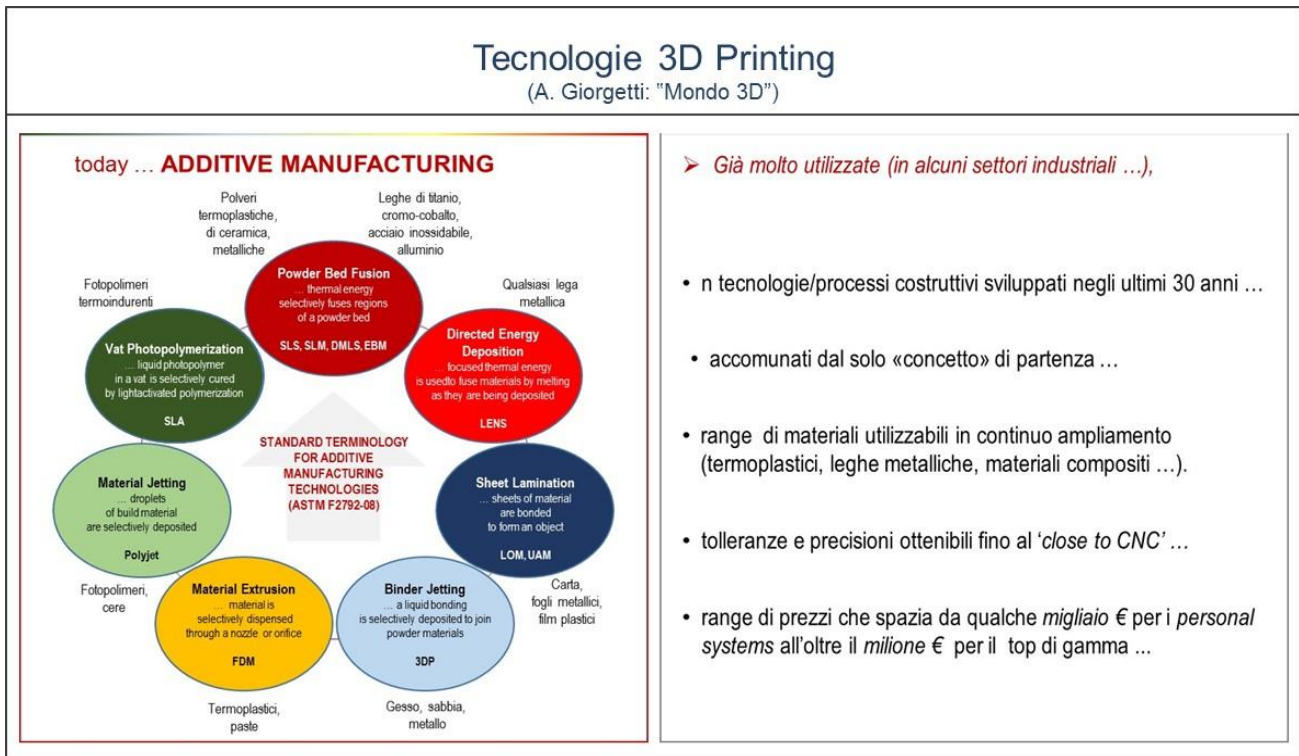 Tecnologie 3D Printing
(A. Giorgetti: "Mondo 3D")
today ... ADDITIVE MANUFACTURING
Polveri
termoplastiche,
di ceramica,
metalliche
Leghe di titanio,
cromo-cobalto,
acciaio inossidabile,
alluminio
Powder Bed Fusion
... thermal energy
selectively fuses regions
of a powder bed
SLS, SLM, DMLS, EBM
Fotopolimeri
termoindurenti
Qualsiasi lega
metallica
Vat Photopolymerization
... liquid photopolymer
in a vat is selectively cured
by lightactivated polymerization
SLA
Directed Energy
Deposition
... focused thermal energy
is usedto fuse materials by melting
as they are being deposited
LENS
STANDARD TERMINOLOGY
FOR ADDITIVE
MANUFACTURING
TECHNOLOGIES
(ASTM F2792-08)
Material Jetting
... droplets
of build material
are selectively deposited
Polyjet
Sheet Lamination
... sheets of material
are bonded
to form an object
LOM, UAM
Fotopolimeri,
cere
Carta,
fogli metallici,
film plastici
Material Extrusion
... material is
selectively dispensed
through a nozzle or orifice
FDM
Binder Jetting
... a liquid bonding
is selectively deposited to join
powder materials
3DP
Termoplastici,
paste
Gesso, sabbia,
metallo
➢ Già molto utilizzate (in alcuni settori industriali ...),
• n tecnologie/processi costruttivi sviluppati negli ultimi 30 anni ...
• accomunati dal solo «concetto» di partenza ...
• range di materiali utilizzabili in continuo ampliamento
(termoplastici, leghe metalliche, materiali compositi ...).
• tolleranze e precisioni ottenibili fino al 'close to CNC' ...
• range di prezzi che spazia da qualche migliaio € per i personal
systems all'oltre il milione € per il top di gamma ...